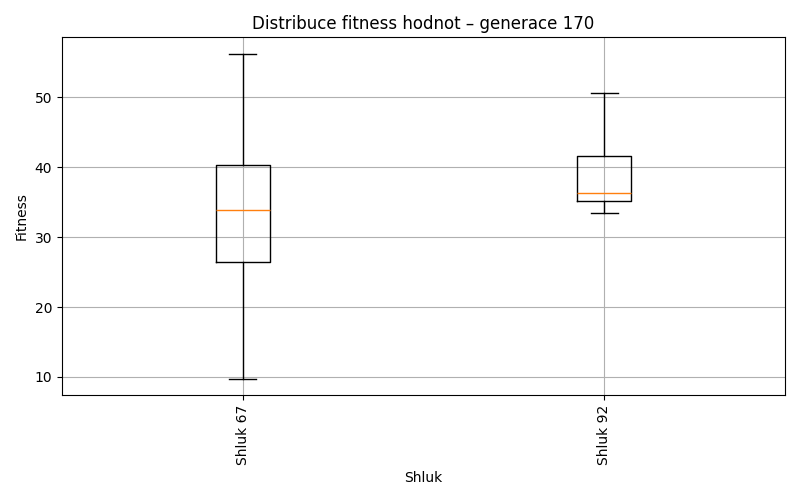 Distribuce fitness hodnot – generace 170
Fitness
50
40
30
20
10
Shluk 67
Shluk 92
Shluk